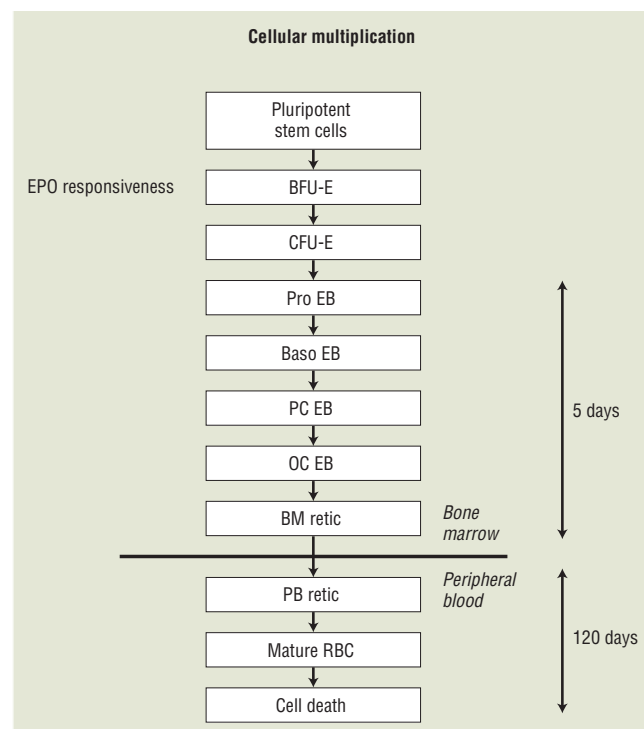 Cellular multiplication
Pluripotent
stem cells
EPO responsiveness
BFU-E
CFU-E
Pro EB
Baso EB
PC EB
5 days
OC EB
BM retic
Bone
marrow
Peripheral
blood
PB retic
Mature RBC
120 days
Cell death